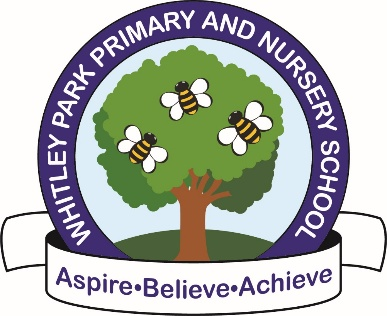 WHITLEY PARK PRIMARY AND NURSERY SCHOOL
Aspire•Believe•Achieve